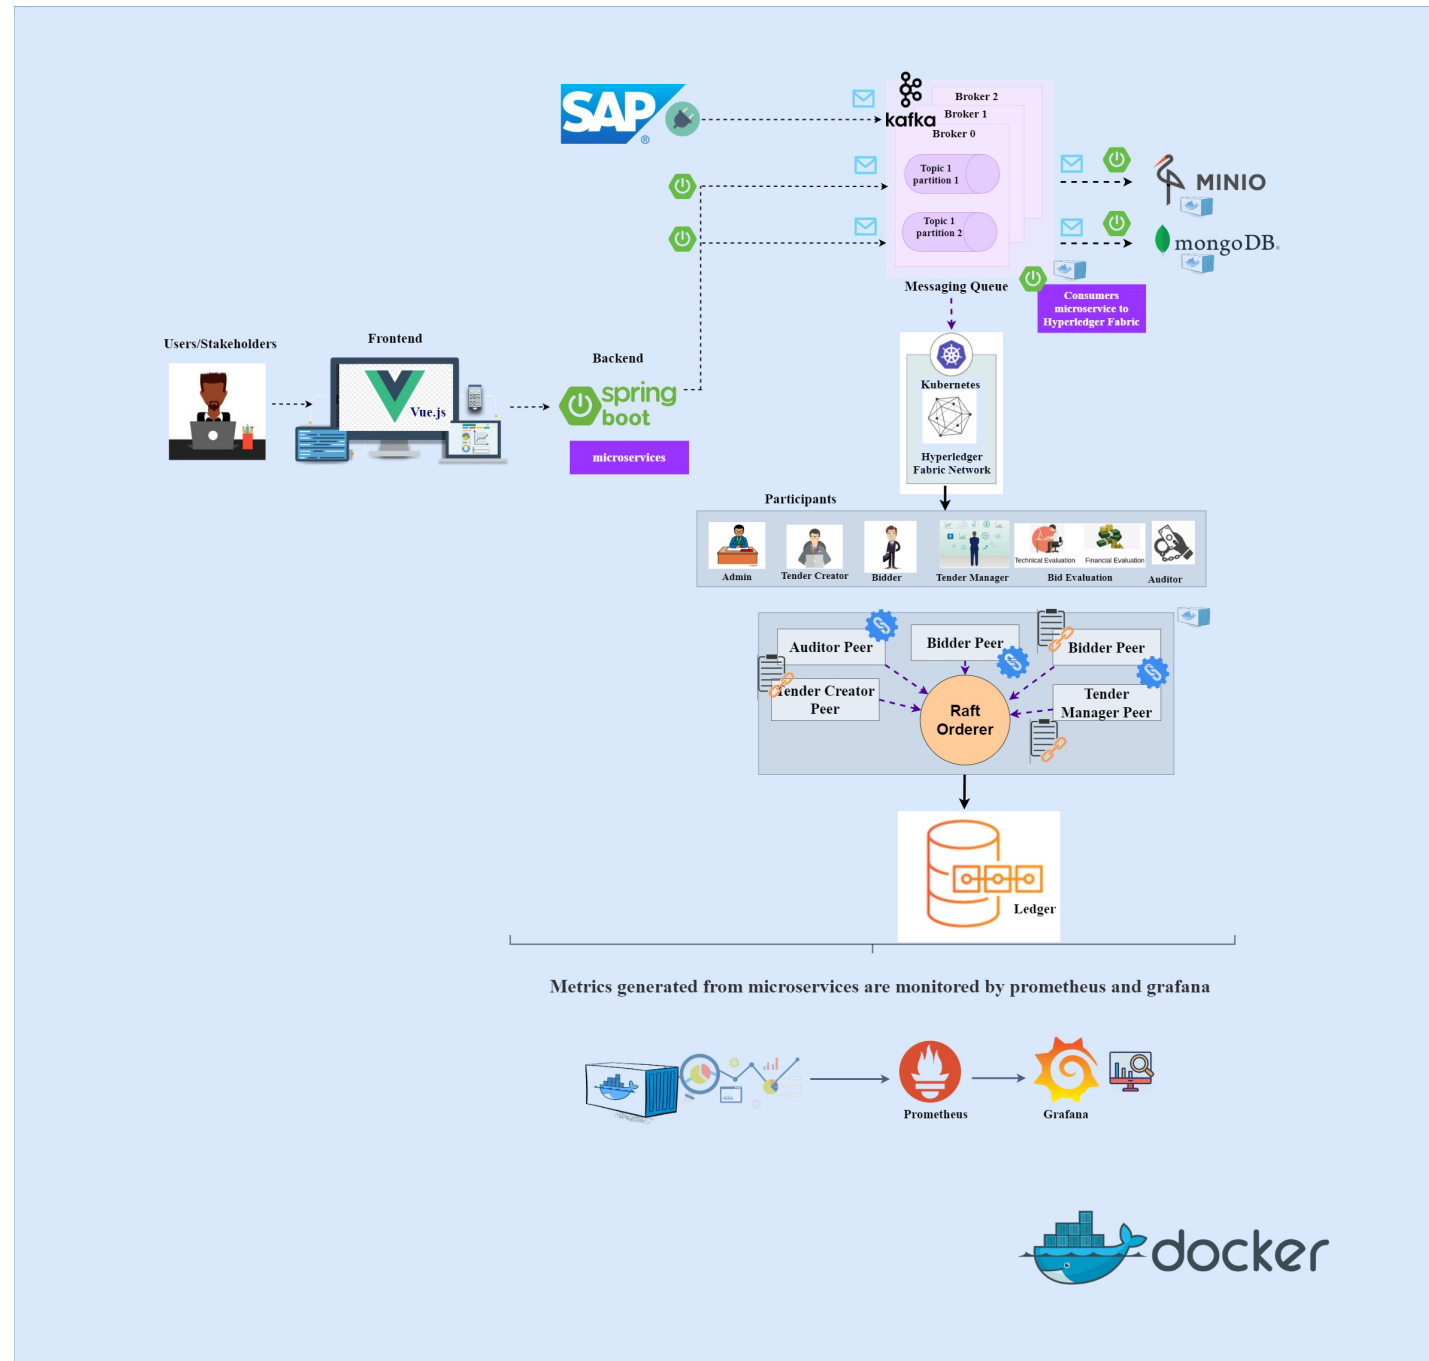 SAP
®
kafka
Broker 2
Broker 1
Broker 0
Topic 1
partition 1
Topic 1
partition 2
MINIO
mongoDB.
Messaging Queue
Consumers
microservice to
Hyperledger Fabric
Users/Stakeholders
Frontend
Vue.js
Backend
spring
boot
microservices
Kubernetes
Hyperledger
Fabric Network
Participants
Admin
Tender Creator
Bidder
Tender Manager
Technical Evaluation
Financial Evaluation
Bid Evaluation
Auditor
Auditor Peer
Bidder Peer
Bidder Peer
Tender Creator
Peer
Raft
Orderer
Tender
Manager Peer
Ledger
Metrics generated from microservices are monitored by prometheus and grafana
Prometheus
Grafana
docker